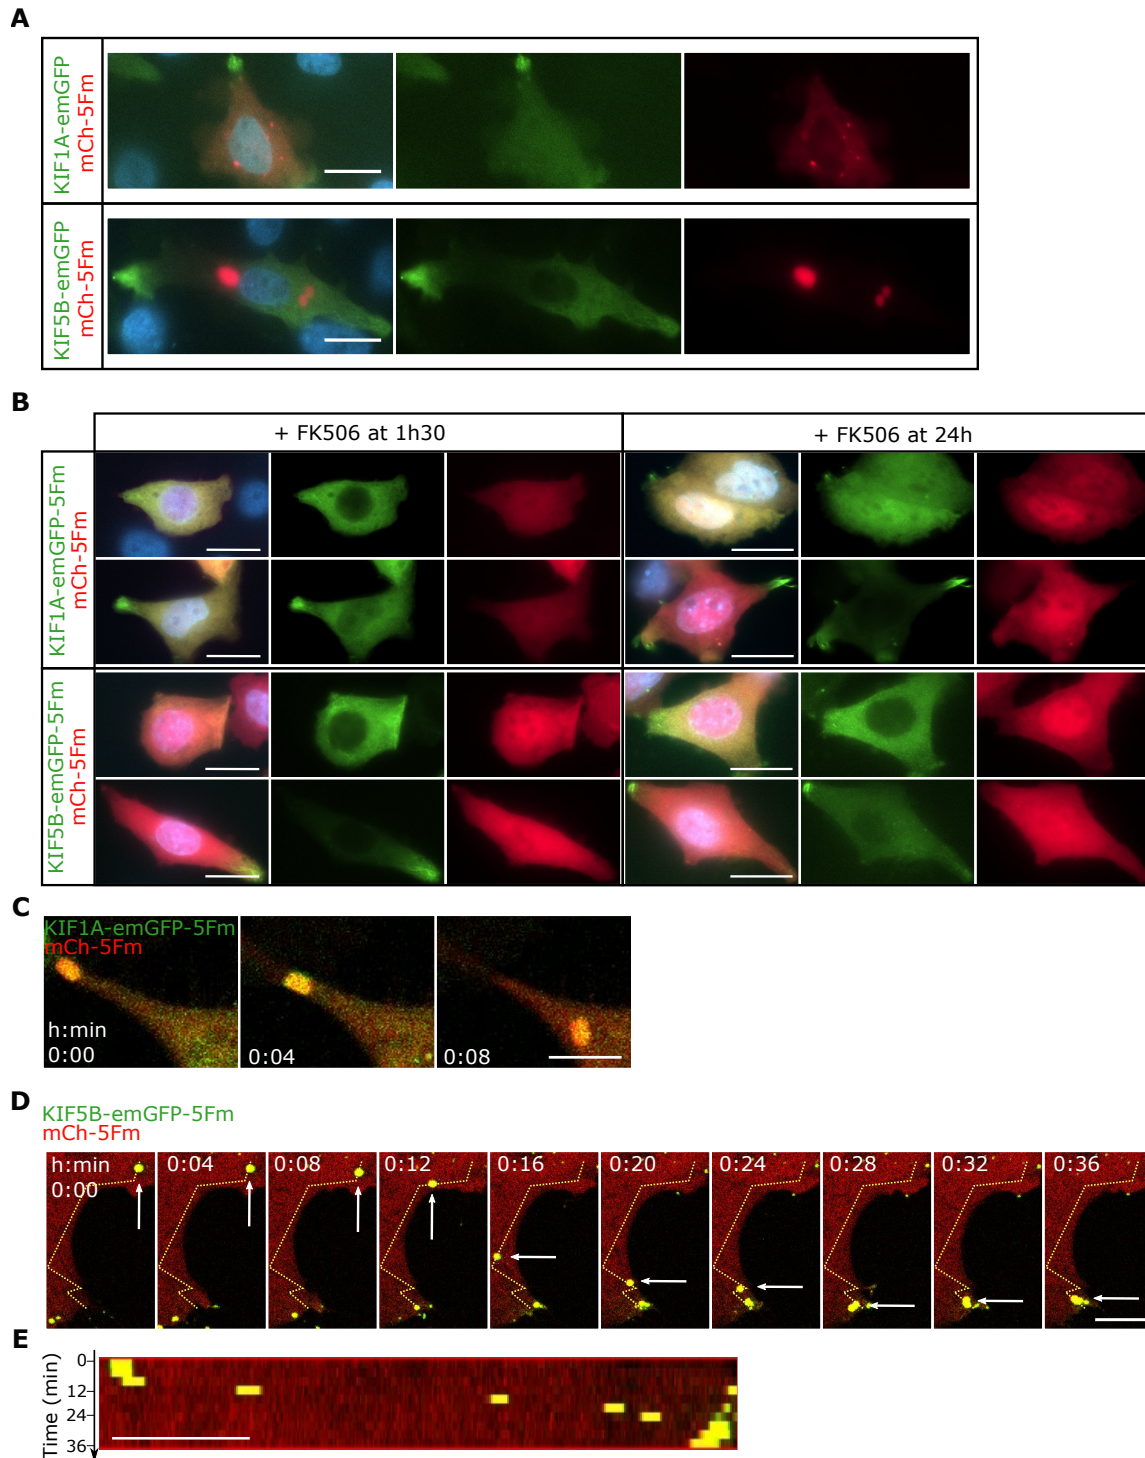 A
KIF1A-emGFP
mCh-5Fm
KIF5B-emGFP
mCh-5Fm
B
+ FK506 at 1h30
+ FK506 at 24h
KIF1A-emGFP-5Fm
mCh-5Fm
KIF5B-emGFP-5Fm
mCh-5Fm
C
KIF1A-emGFP-5Fm
mCh-5Fm
h:min
0:00
0:04
0:08
D
KIF5B-emGFP-5Fm
mCh-5Fm
h:min
0:00
0:04
0:08
0:12
0:16
0:20
0:24
0:28
0:32
0:36
E
Time (min)
0
12
24
36